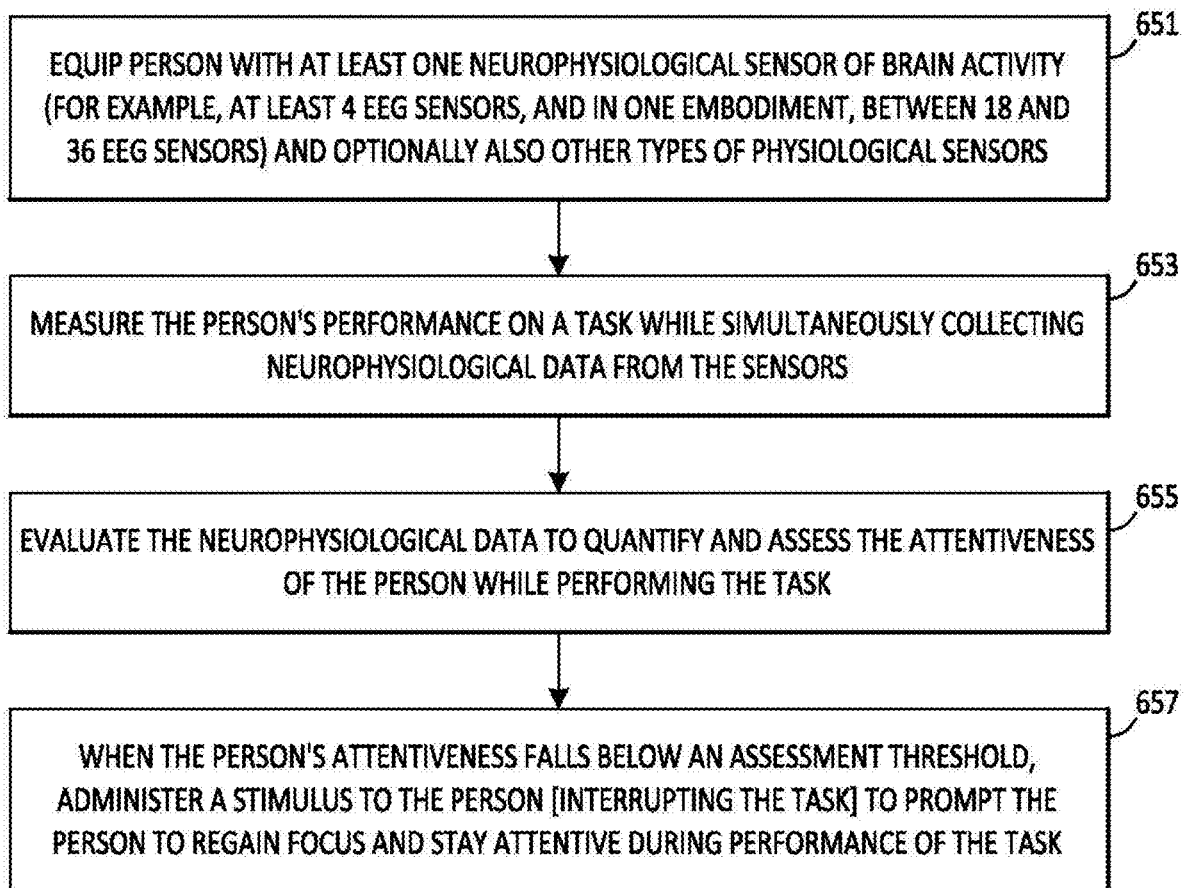 651
EQUIP PERSON WITH AT LEAST ONE NEUROPHYSIOLOGICAL SENSOR OF BRAIN ACTIVITY
(FOR EXAMPLE, AT LEAST 4 EEG SENSORS, AND IN ONE EMBODIMENT, BETWEEN 18 AND
36 EEG SENSORS) AND OPTIONALLY ALSO OTHER TYPES OF PHYSIOLOGICAL SENSORS
653
MEASURE THE PERSON'S PERFORMANCE ON A TASK WHILE SIMULTANEOUSLY COLLECTING
NEUROPHYSIOLOGICAL DATA FROM THE SENSORS
655
EVALUATE THE NEUROPHYSIOLOGICAL DATA TO QUANTIFY AND ASSESS THE ATTENTIVENESS
OF THE PERSON WHILE PERFORMING THE TASK
657
WHEN THE PERSON'S ATTENTIVENESS FALLS BELOW AN ASSESSMENT THRESHOLD,
ADMINISTER A STIMULUS TO THE PERSON [INTERRUPTING THE TASK] TO PROMPT THE
PERSON TO REGAIN FOCUS AND STAY ATTENTIVE DURING PERFORMANCE OF THE TASK